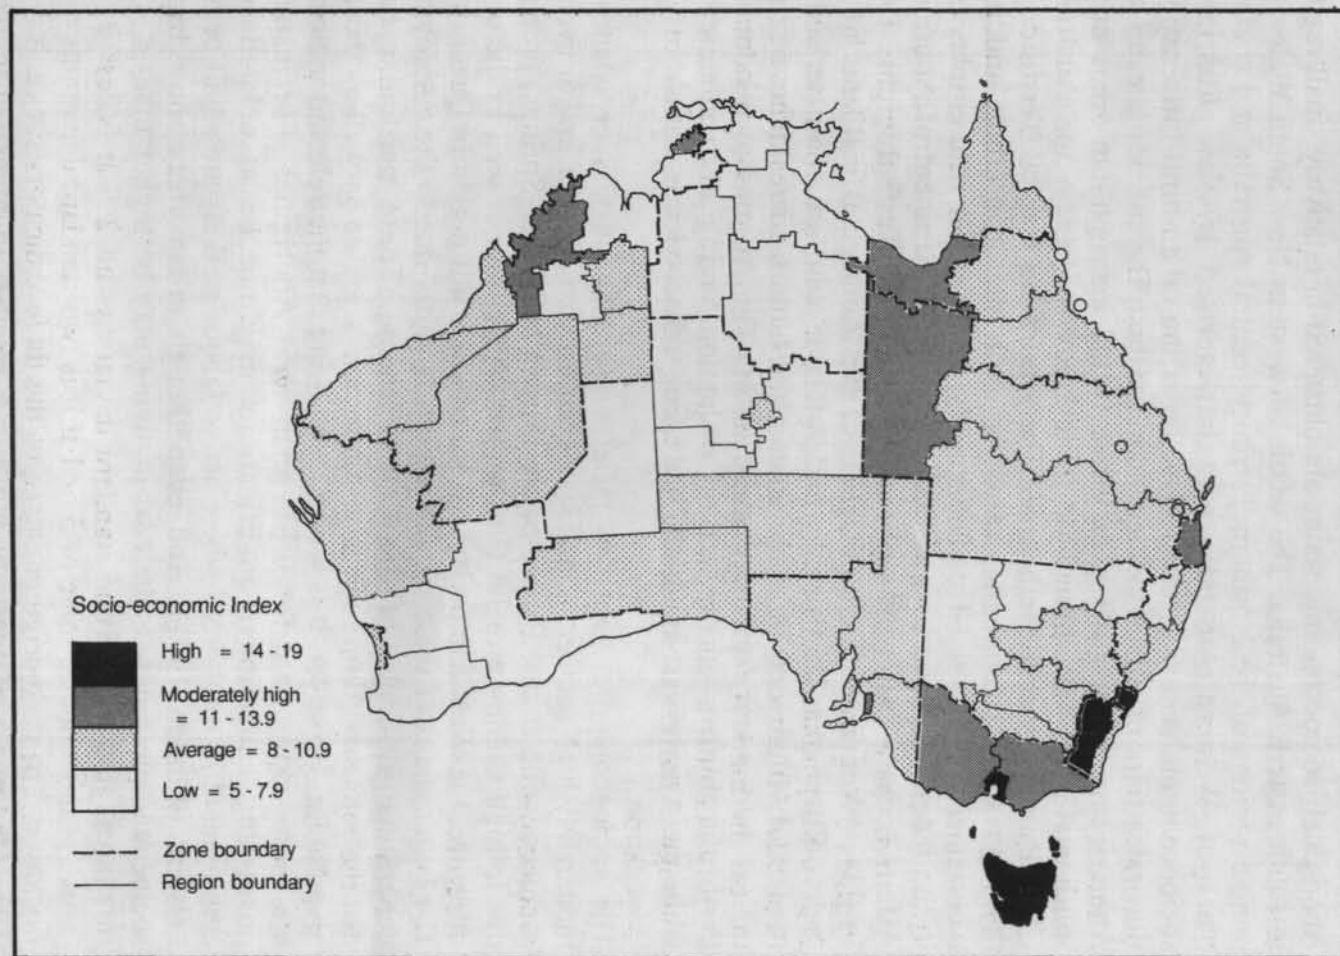 Socio-economic Index
High = 14 - 19
Moderately high
= 11 - 13.9
Average = 8 - 10.9
Low = 5 - 7.9
Zone boundary
Region boundary